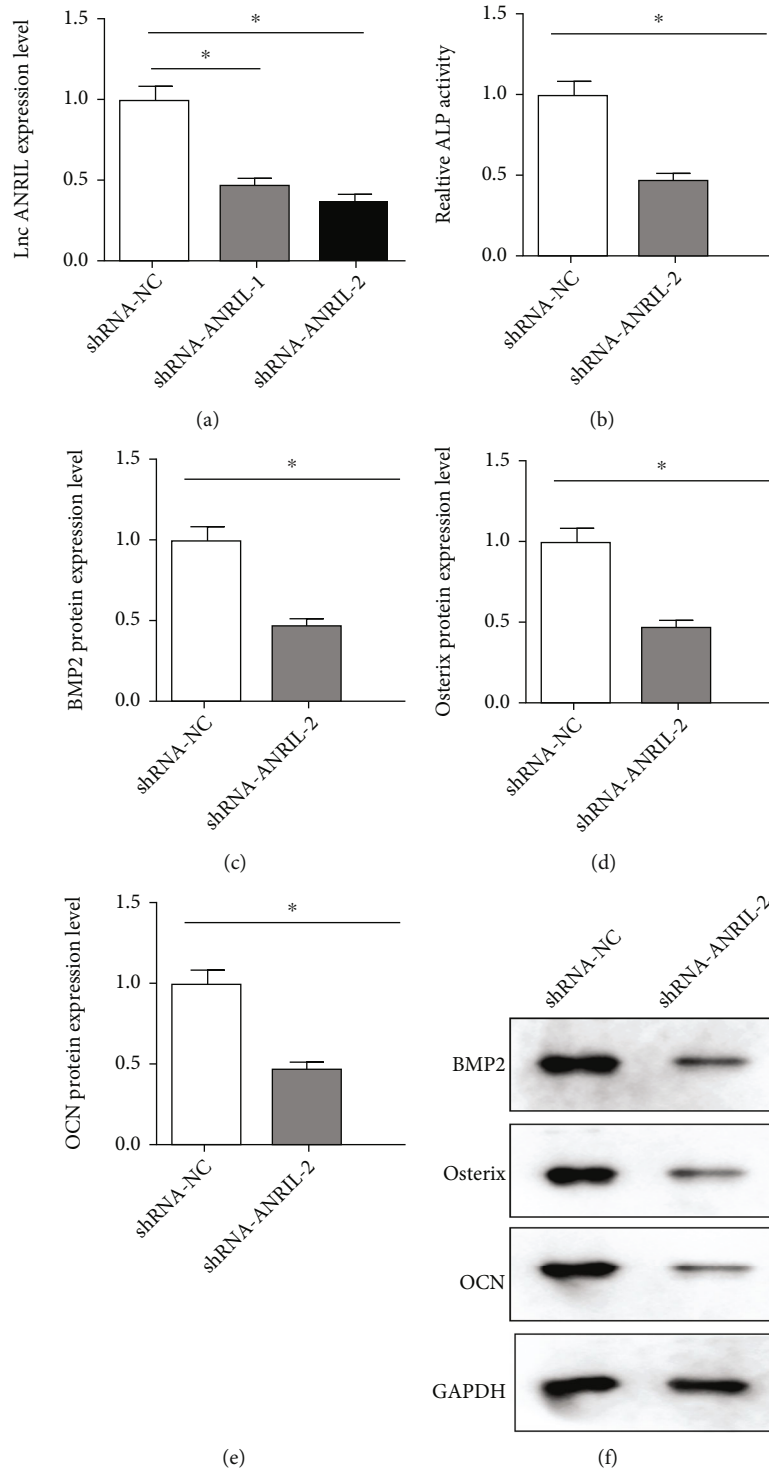 Lnc ANRIL expression level
1.5
1.0
0.5
0.0
*
*
shRNA-NC
shRNA-ANRIL-1
shRNA-ANRIL-2
(a)
Realtive ALP activity
1.5
1.0
0.5
0.0
*
shRNA-NC
shRNA-ANRIL-2
(b)
BMP2 protein expression level
1.5
1.0
0.5
0.0
*
shRNA-NC
shRNA-ANRIL-2
(c)
Osterix protein expression level
1.5
1.0
0.5
0.0
*
shRNA-NC
shRNA-ANRIL-2
(d)
OCN protein expression level
1.5
1.0
0.5
0.0
*
shRNA-NC
shRNA-ANRIL-2
(e)
shRNA-NC
shRNA-ANRIL-2
BMP2
Osterix
OCN
GAPDH
(f)